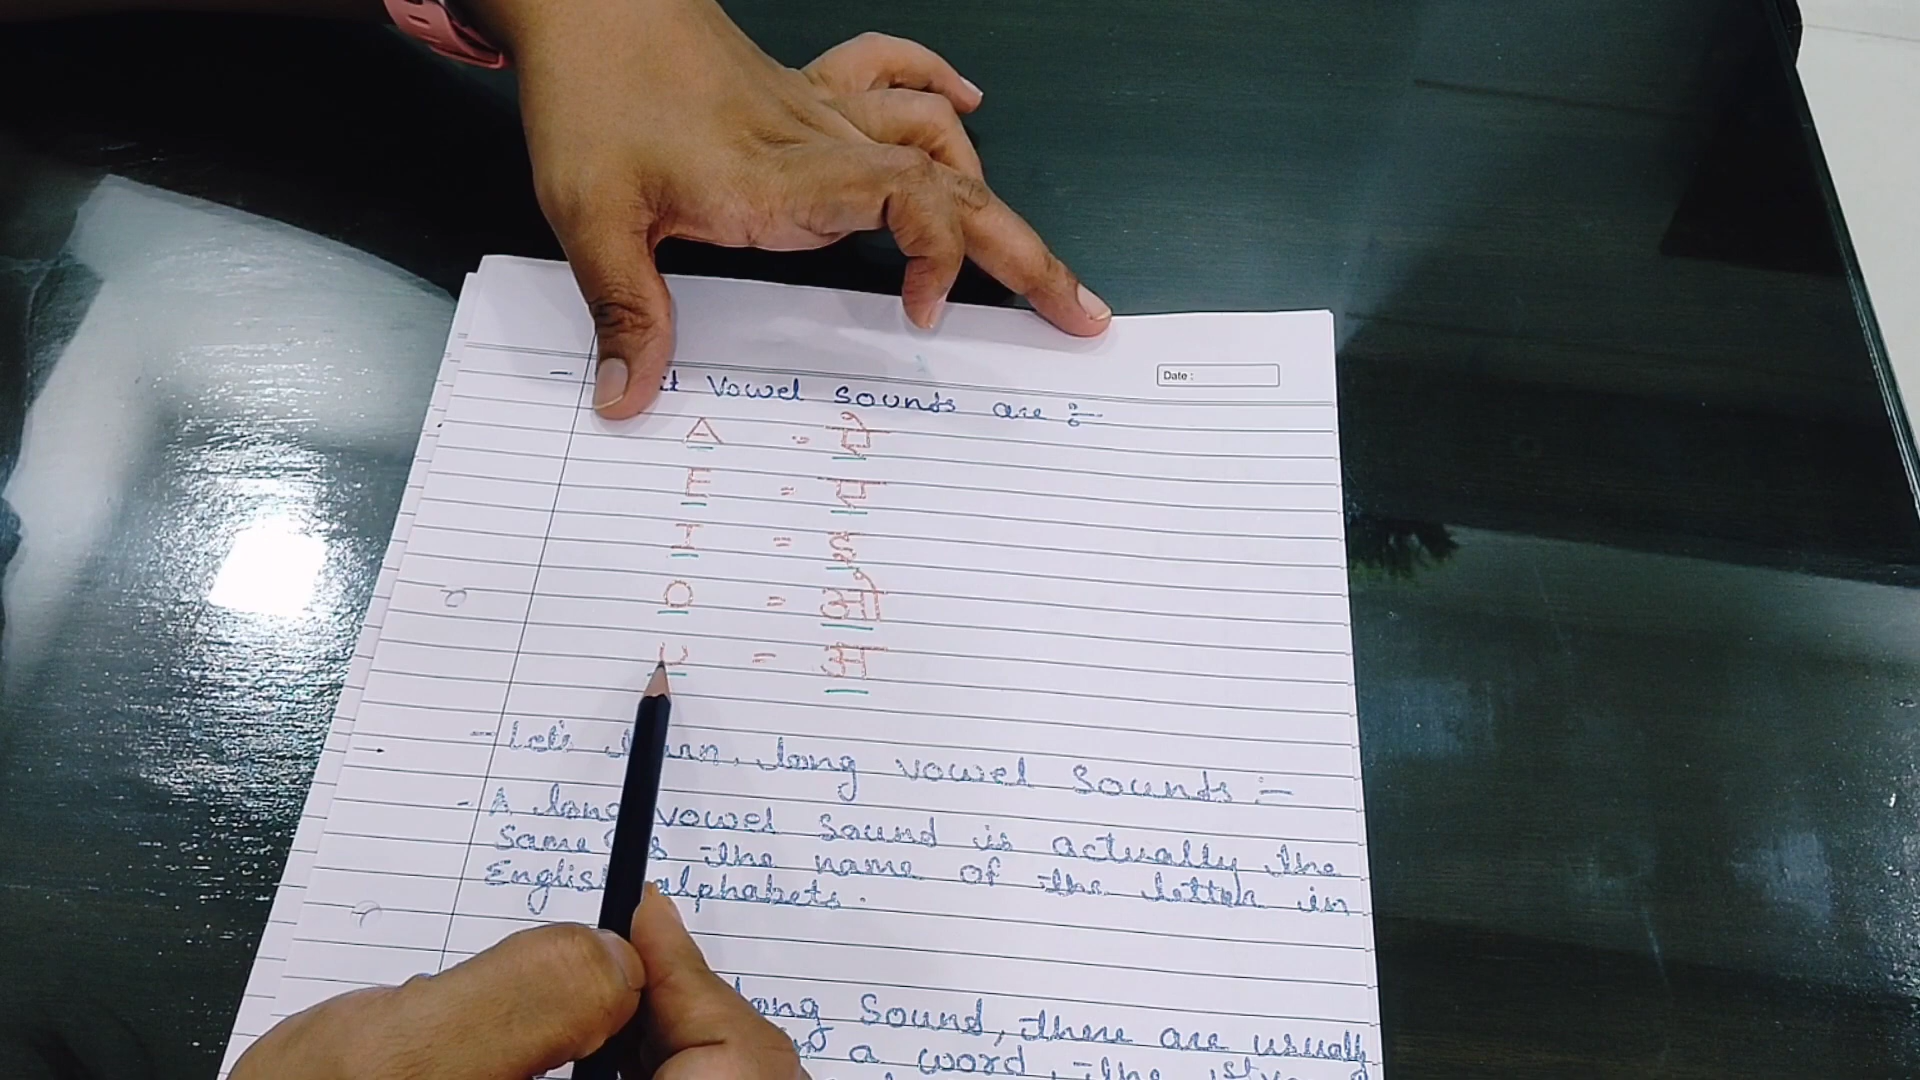 Vowel Sounds are :-
Date :
A = ऐ
E = ए
I = इ
O = ऑ
U = अ
- Let's learn, long vowel Sounds :-
- A long vowel Sound is actually the
Same as the name of the letter in
English alphabets.
long Sound, there are usually
a word, the